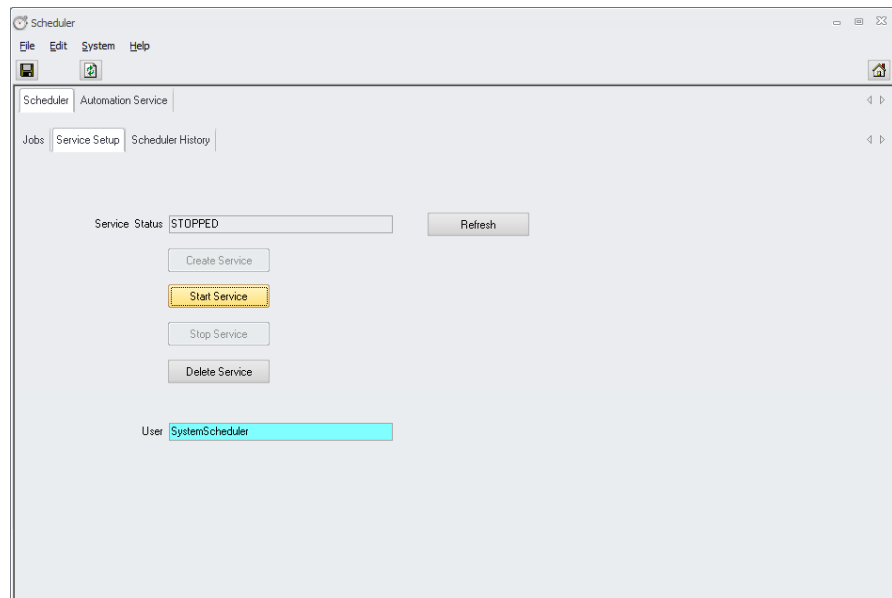 Scheduler
File Edit System Help
Scheduler Automation Service
Jobs Service Setup Scheduler History
Service Status STOPPED Refresh
Create Service
Start Service
Stop Service
Delete Service
User SystemScheduler